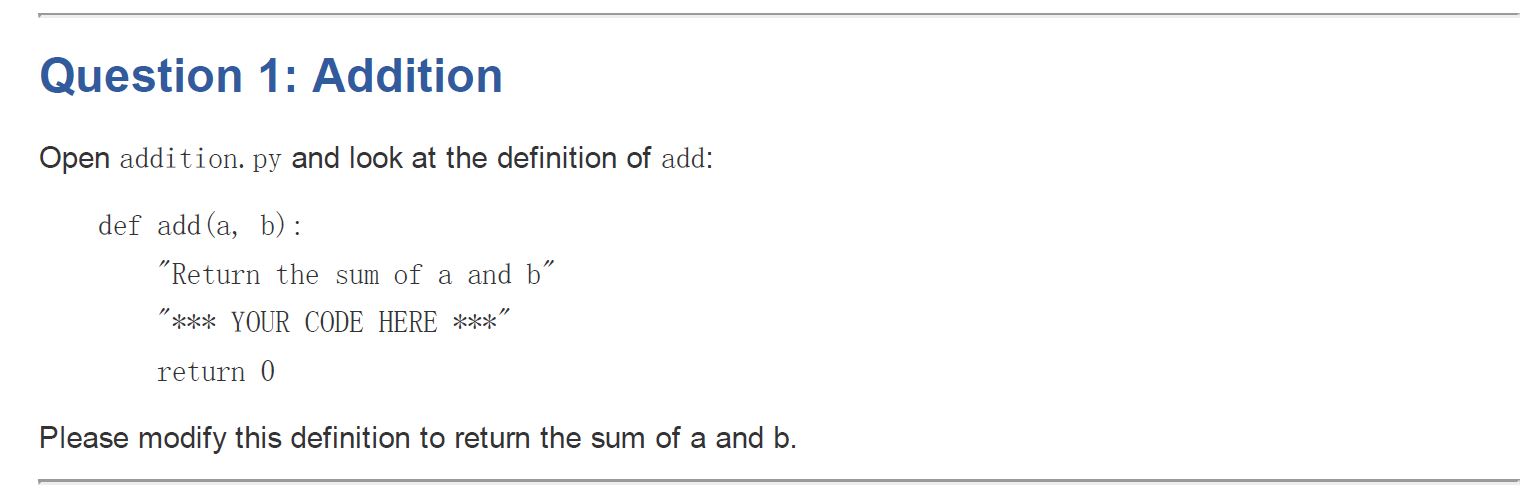 Question 1: Addition
Open addition.py and look at the definition of add:
def add(a, b):
"Return the sum of a and b"
"*** YOUR CODE HERE ***"
return 0
Please modify this definition to return the sum of a and b.